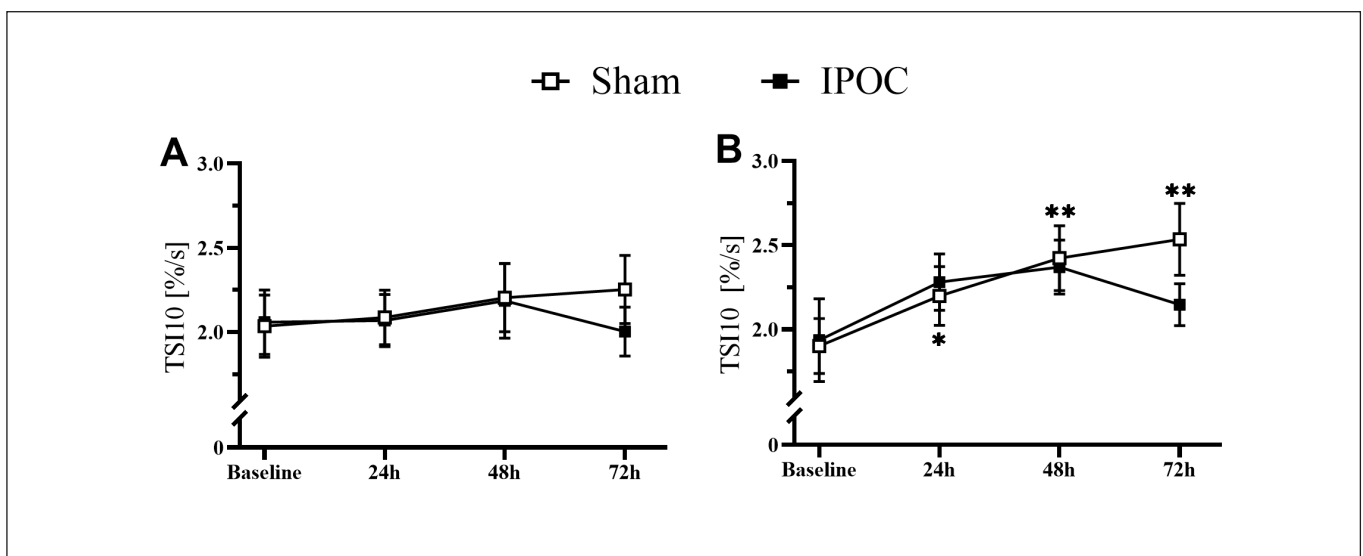 Sham IPOC
A
3.0
2.5
2.0
0
TSI10 [%/s]
Baseline 24h 48h 72h
B
3.0
2.5
2.0
0
TSI10 [%/s]
** **
*
Baseline 24h 48h 72h